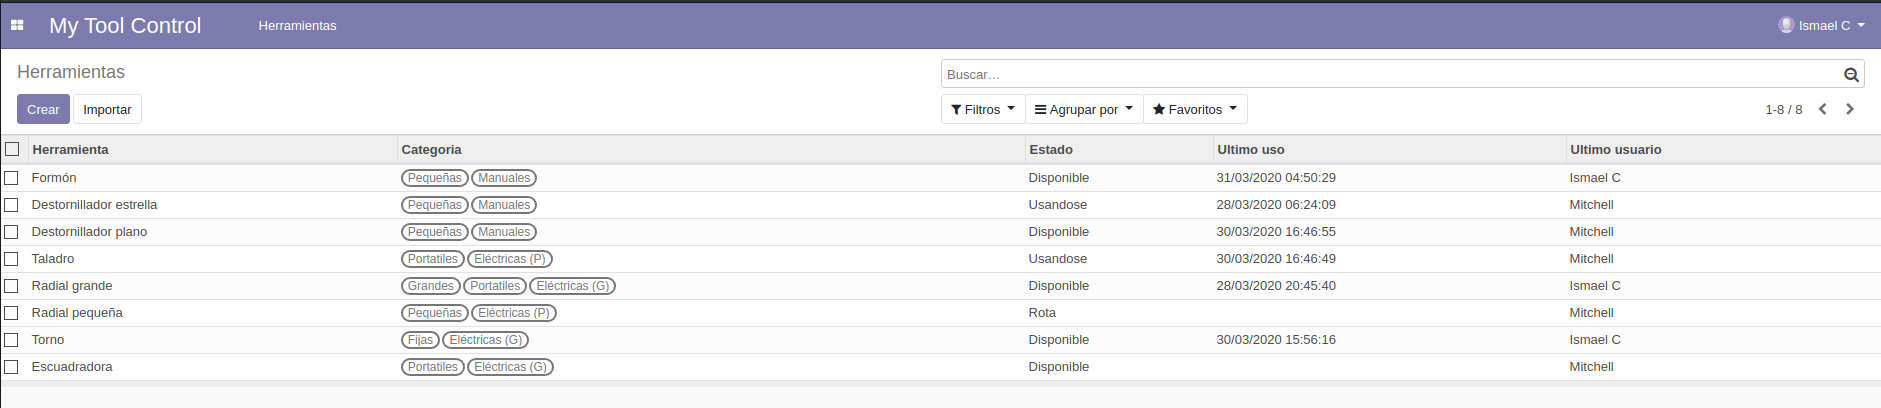 My Tool Control Herramientas Ismael C
Herramientas Buscar...
Crear Importar Filtros Agrupar por Favoritos 1-8 / 8
Herramienta Categoria Estado Ultimo uso Ultimo usuario
Formón Pequeñas Manuales Disponible 31/03/2020 04:50:29 Ismael C
Destornillador estrella Pequeñas Manuales Usandose 28/03/2020 06:24:09 Mitchell
Destornillador plano Pequeñas Manuales Disponible 30/03/2020 16:46:55 Mitchell
Taladro Portatiles Eléctricas (P) Usandose 30/03/2020 16:46:49 Mitchell
Radial grande Grandes Portatiles Eléctricas (G) Disponible 28/03/2020 20:45:40 Ismael C
Radial pequeña Pequeñas Eléctricas (P) Rota Mitchell
Torno Fijas Eléctricas (G) Disponible 30/03/2020 15:56:16 Ismael C
Escuadradora Portatiles Eléctricas (G) Disponible Mitchell